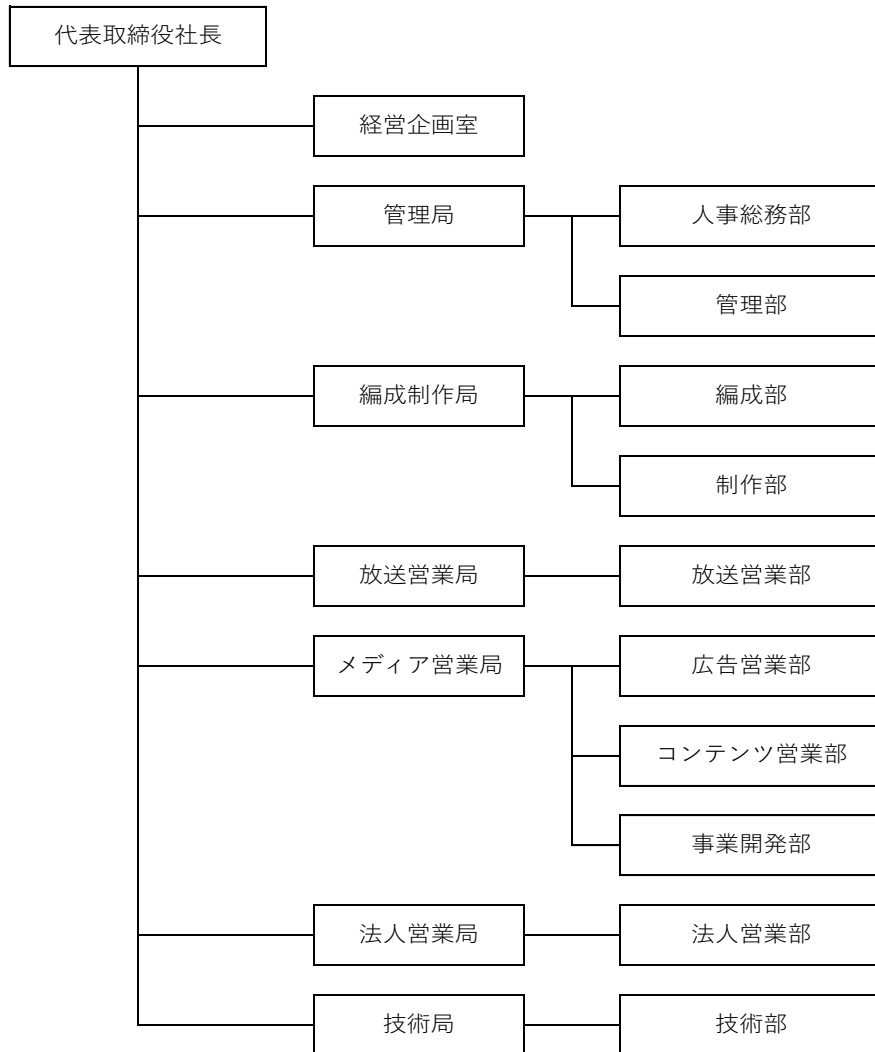 代表取締役社長
経営企画室
管理局
人事総務部
管理部
編成制作局
編成部
制作部
放送営業局
放送営業部
メディア営業局
広告営業部
コンテンツ営業部
事業開発部
法人営業局
法人営業部
技術局
技術部